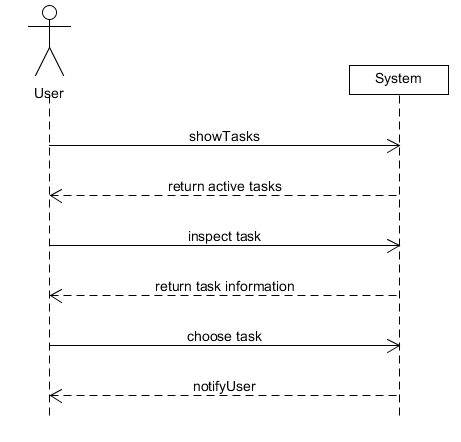 User
System
showTasks
return active tasks
inspect task
return task information
choose task
notifyUser